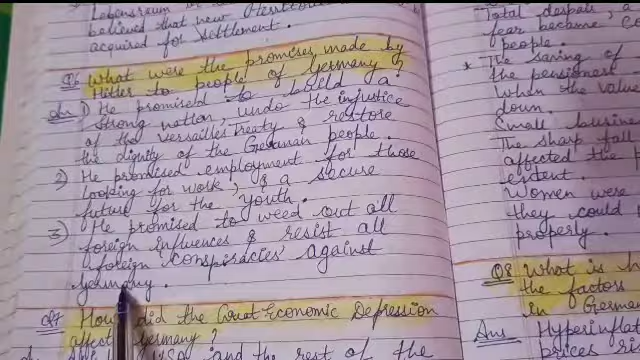 Lebensraum
believed that new territories
acquired for settlement.
Q6 What were the promises made by
Hitler to people of Germany?
Ans 1) He promised to build a
strong nation, undo the injustice
of the Versailles Treaty & restore
the dignity of the German people.
2) He promised employment for those
looking for work, & a secure
future for the youth.
3) He promised to weed out all
foreign influences & resist all
foreign conspiracies against
Germany.
Q7 How did the Great Economic Depression
affect Germany?
and the rest of the
Total despair,
fear became
people.
* The saving of
the pensioners
When the value
down.
Small
The sharp fall
affected the
extent.
Women were
they could
properly.
Q8 What is
the factors
in German
Ans Hyperinflat
prices